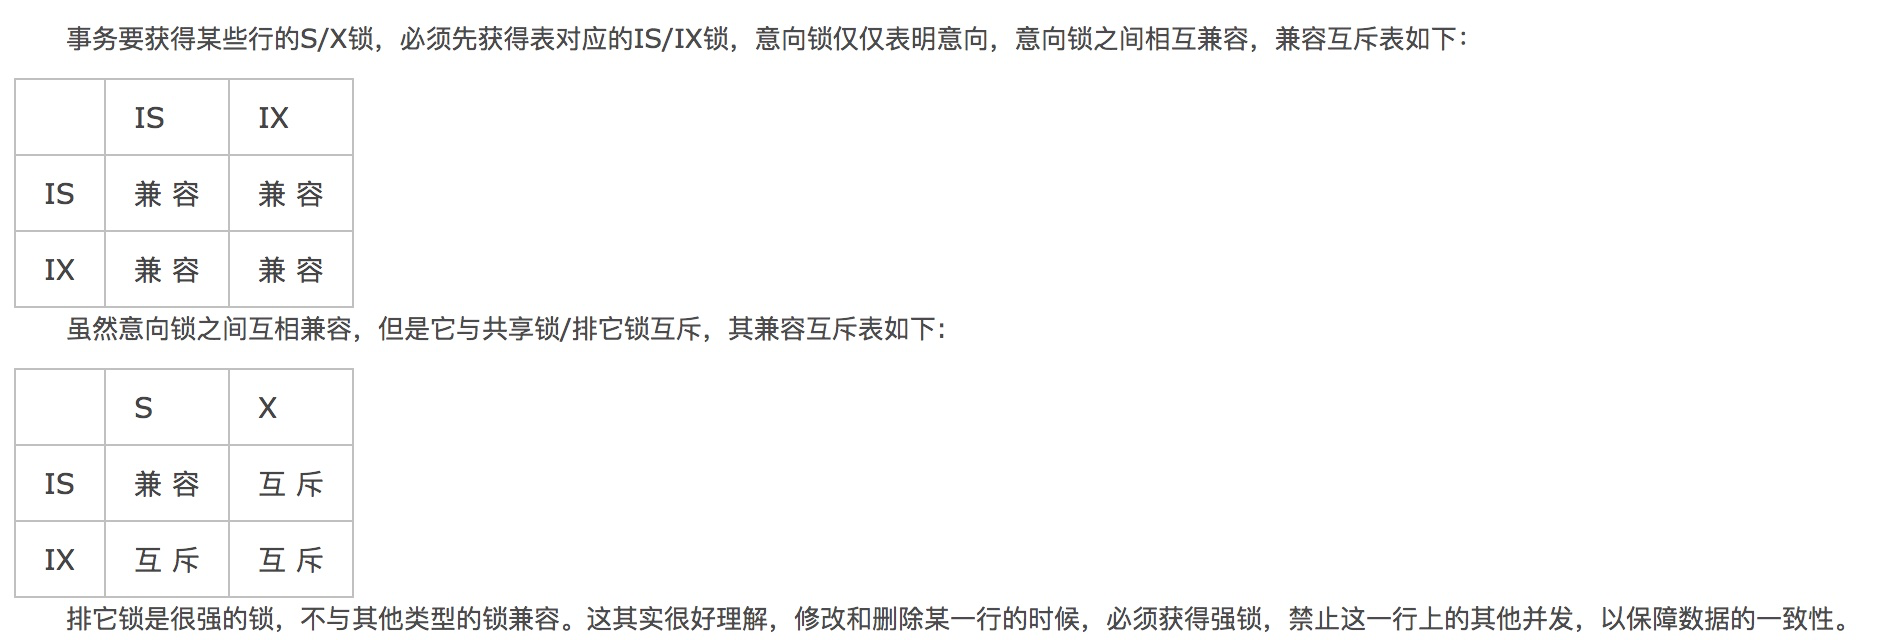 事务要获得某些行的S/X锁，必须先获得表对应的IS/IX锁，意向锁仅仅表明意向，意向锁之间相互兼容，兼容互斥表如下：
IS IX
IS 兼 容 兼 容
IX 兼 容 兼 容
虽然意向锁之间互相兼容，但是它与共享锁/排它锁互斥，其兼容互斥表如下：
S X
IS 兼 容 互 斥
IX 互 斥 互 斥
排它锁是很强的锁，不与其他类型的锁兼容。这其实很好理解，修改和删除某一行的时候，必须获得强锁，禁止这一行上的其他并发，以保障数据的一致性。